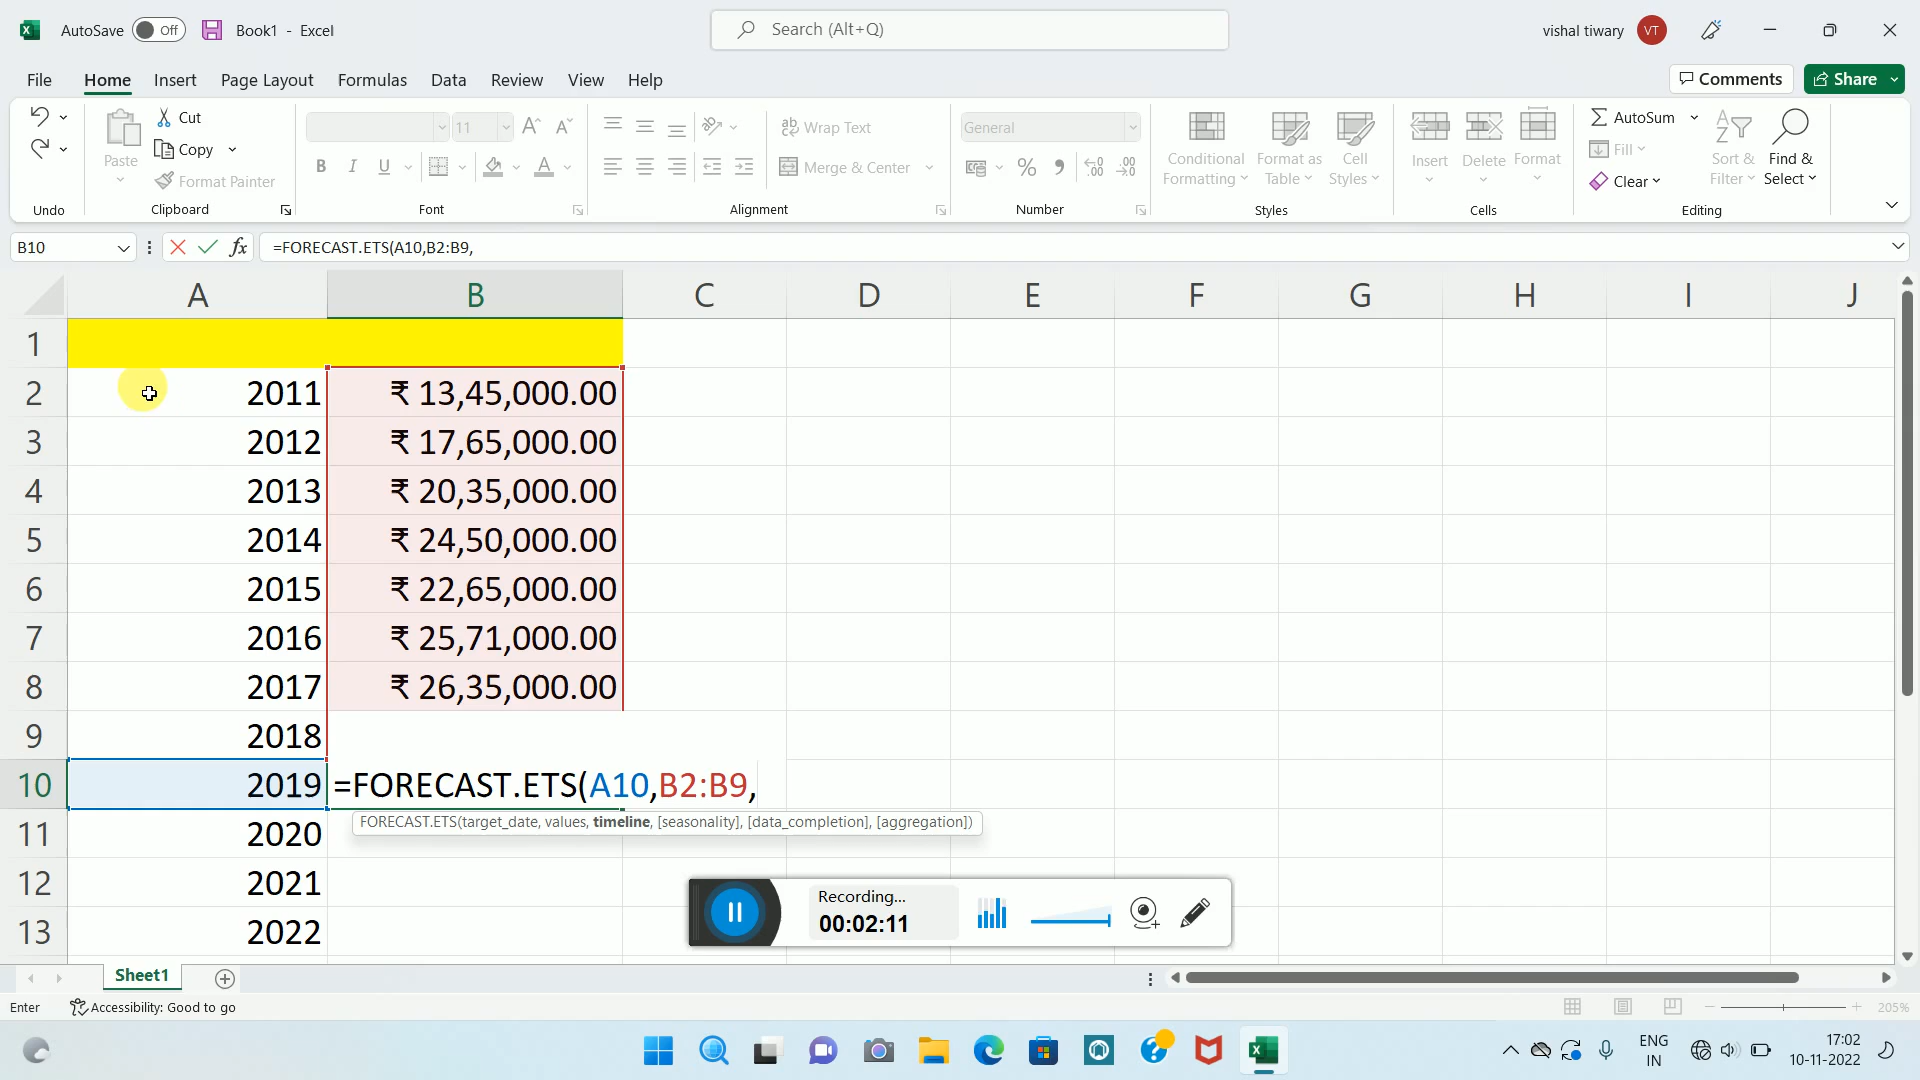 AutoSave Off Book1 - Excel Search (Alt+Q) vishal tiwary VT
File Home Insert Page Layout Formulas Data Review View Help Comments Share
Cut
Copy
Format Painter
Paste
11
Wrap Text
Merge & Center
General
Conditional Formatting
Format as Table
Cell Styles
Insert Delete Format
AutoSum
Fill
Clear
Sort & Filter
Find & Select
Undo Clipboard Font Alignment Number Styles Cells Editing
B10 fx =FORECAST.ETS(A10,B2:B9,
A B C D E F G H I J
1
2 2011 ₹ 13,45,000.00
3 2012 ₹ 17,65,000.00
4 2013 ₹ 20,35,000.00
5 2014 ₹ 24,50,000.00
6 2015 ₹ 22,65,000.00
7 2016 ₹ 25,71,000.00
8 2017 ₹ 26,35,000.00
9 2018
10 2019 =FORECAST.ETS(A10,B2:B9,
FORECAST.ETS(target_date, values, timeline, [seasonality], [data_completion], [aggregation])
11 2020
12 2021
13 2022
Recording...
00:02:11
Sheet1
Enter Accessibility: Good to go 205%
ENG
IN
17:02
10-11-2022